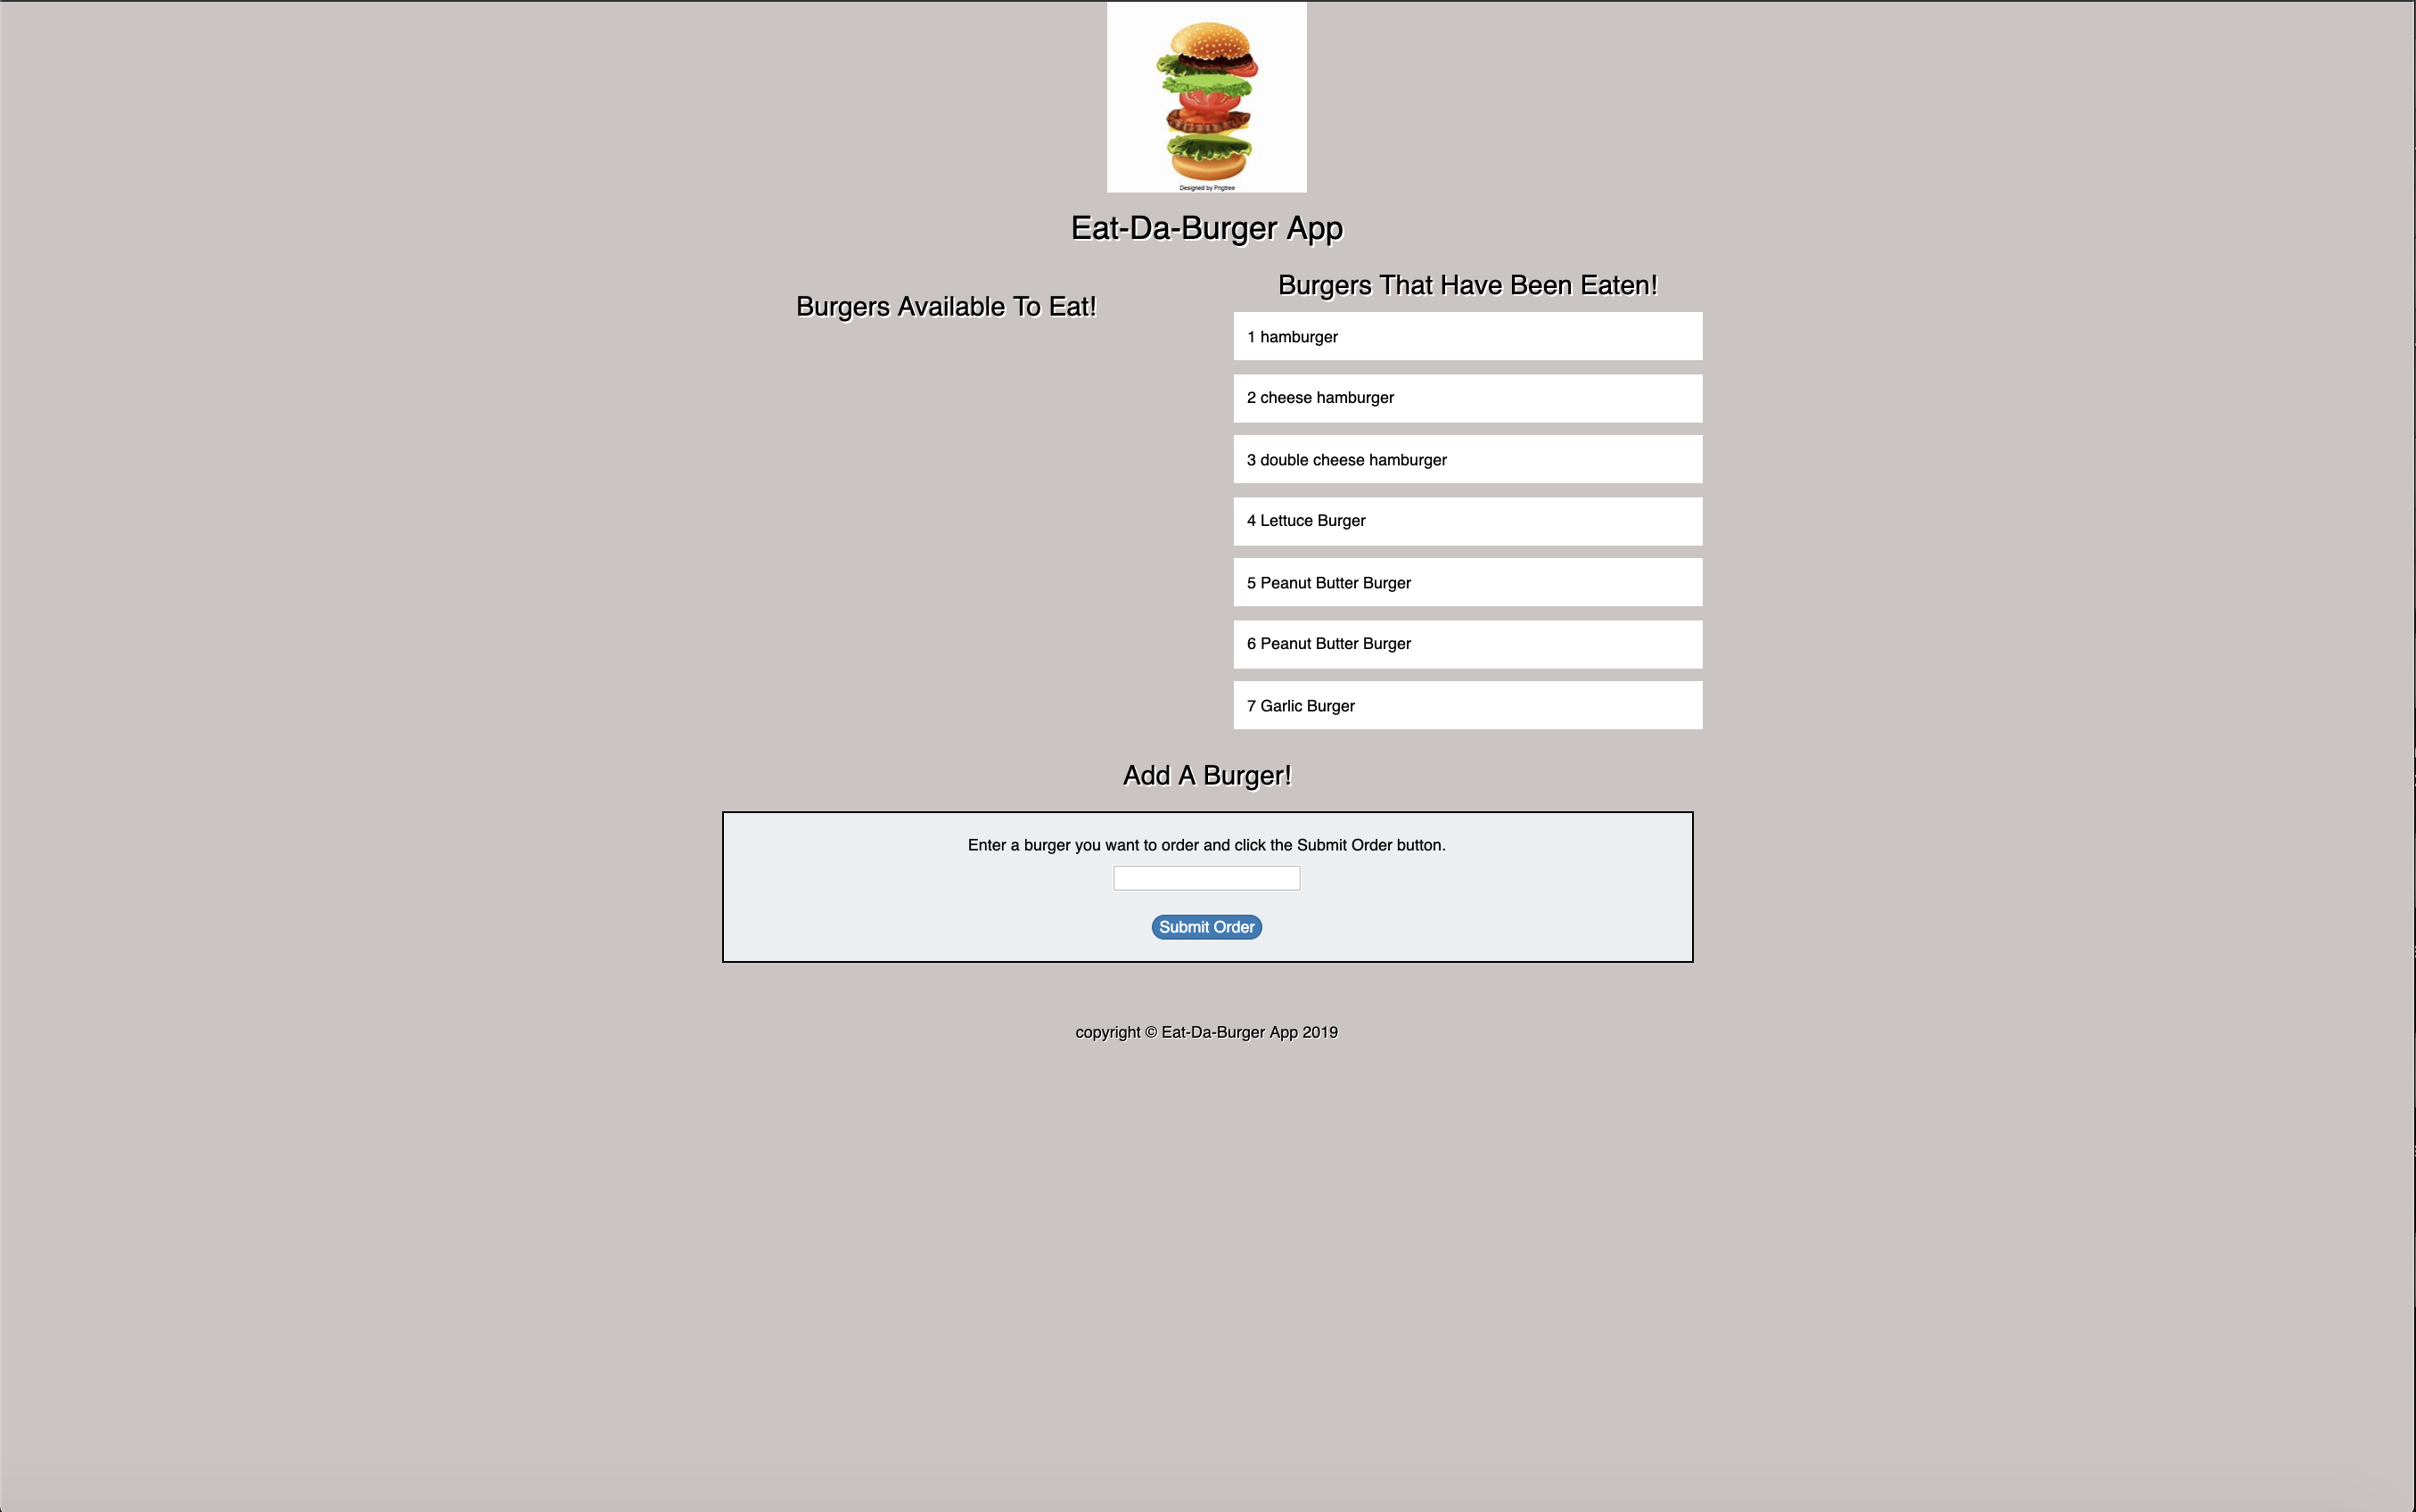 Designed by Pngtree
Eat-Da-Burger App
Burgers Available To Eat!
Burgers That Have Been Eaten!
1 hamburger
2 cheese hamburger
3 double cheese hamburger
4 Lettuce Burger
5 Peanut Butter Burger
6 Peanut Butter Burger
7 Garlic Burger
Add A Burger!
Enter a burger you want to order and click the Submit Order button.
Submit Order
copyright © Eat-Da-Burger App 2019